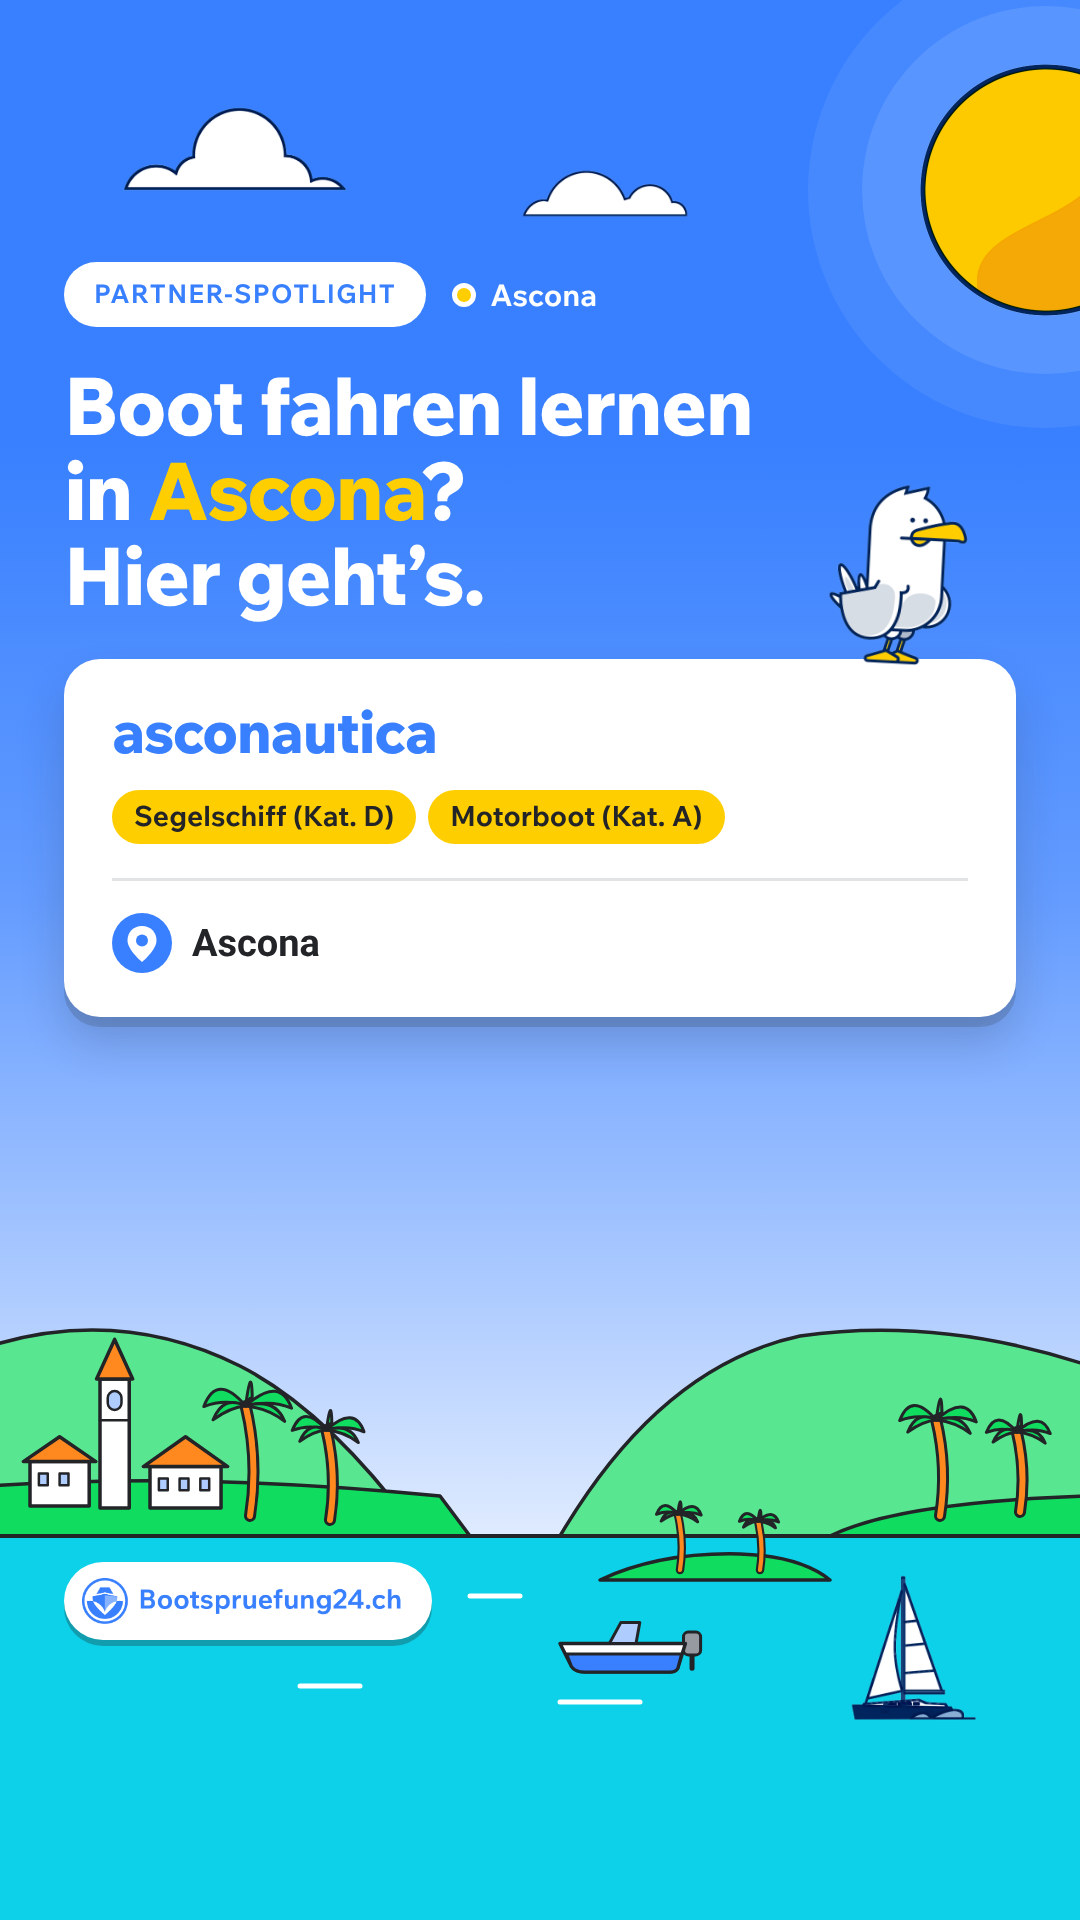 PARTNER-SPOTLIGHT
Ascona
Boot fahren lernen
in Ascona?
Hier geht’s.
asconautica
Segelschiff (Kat. D)
Motorboot (Kat. A)
Ascona
Bootspruefung24.ch